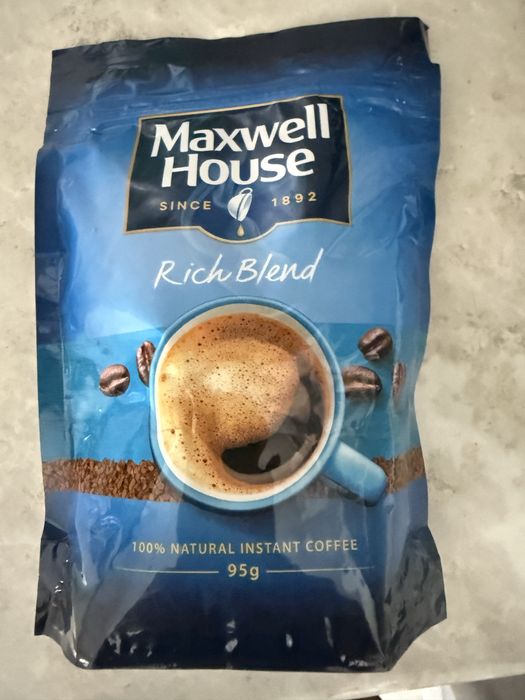 Maxwell
House
SINCE 1892
Rich Blend
100% NATURAL INSTANT COFFEE
95g